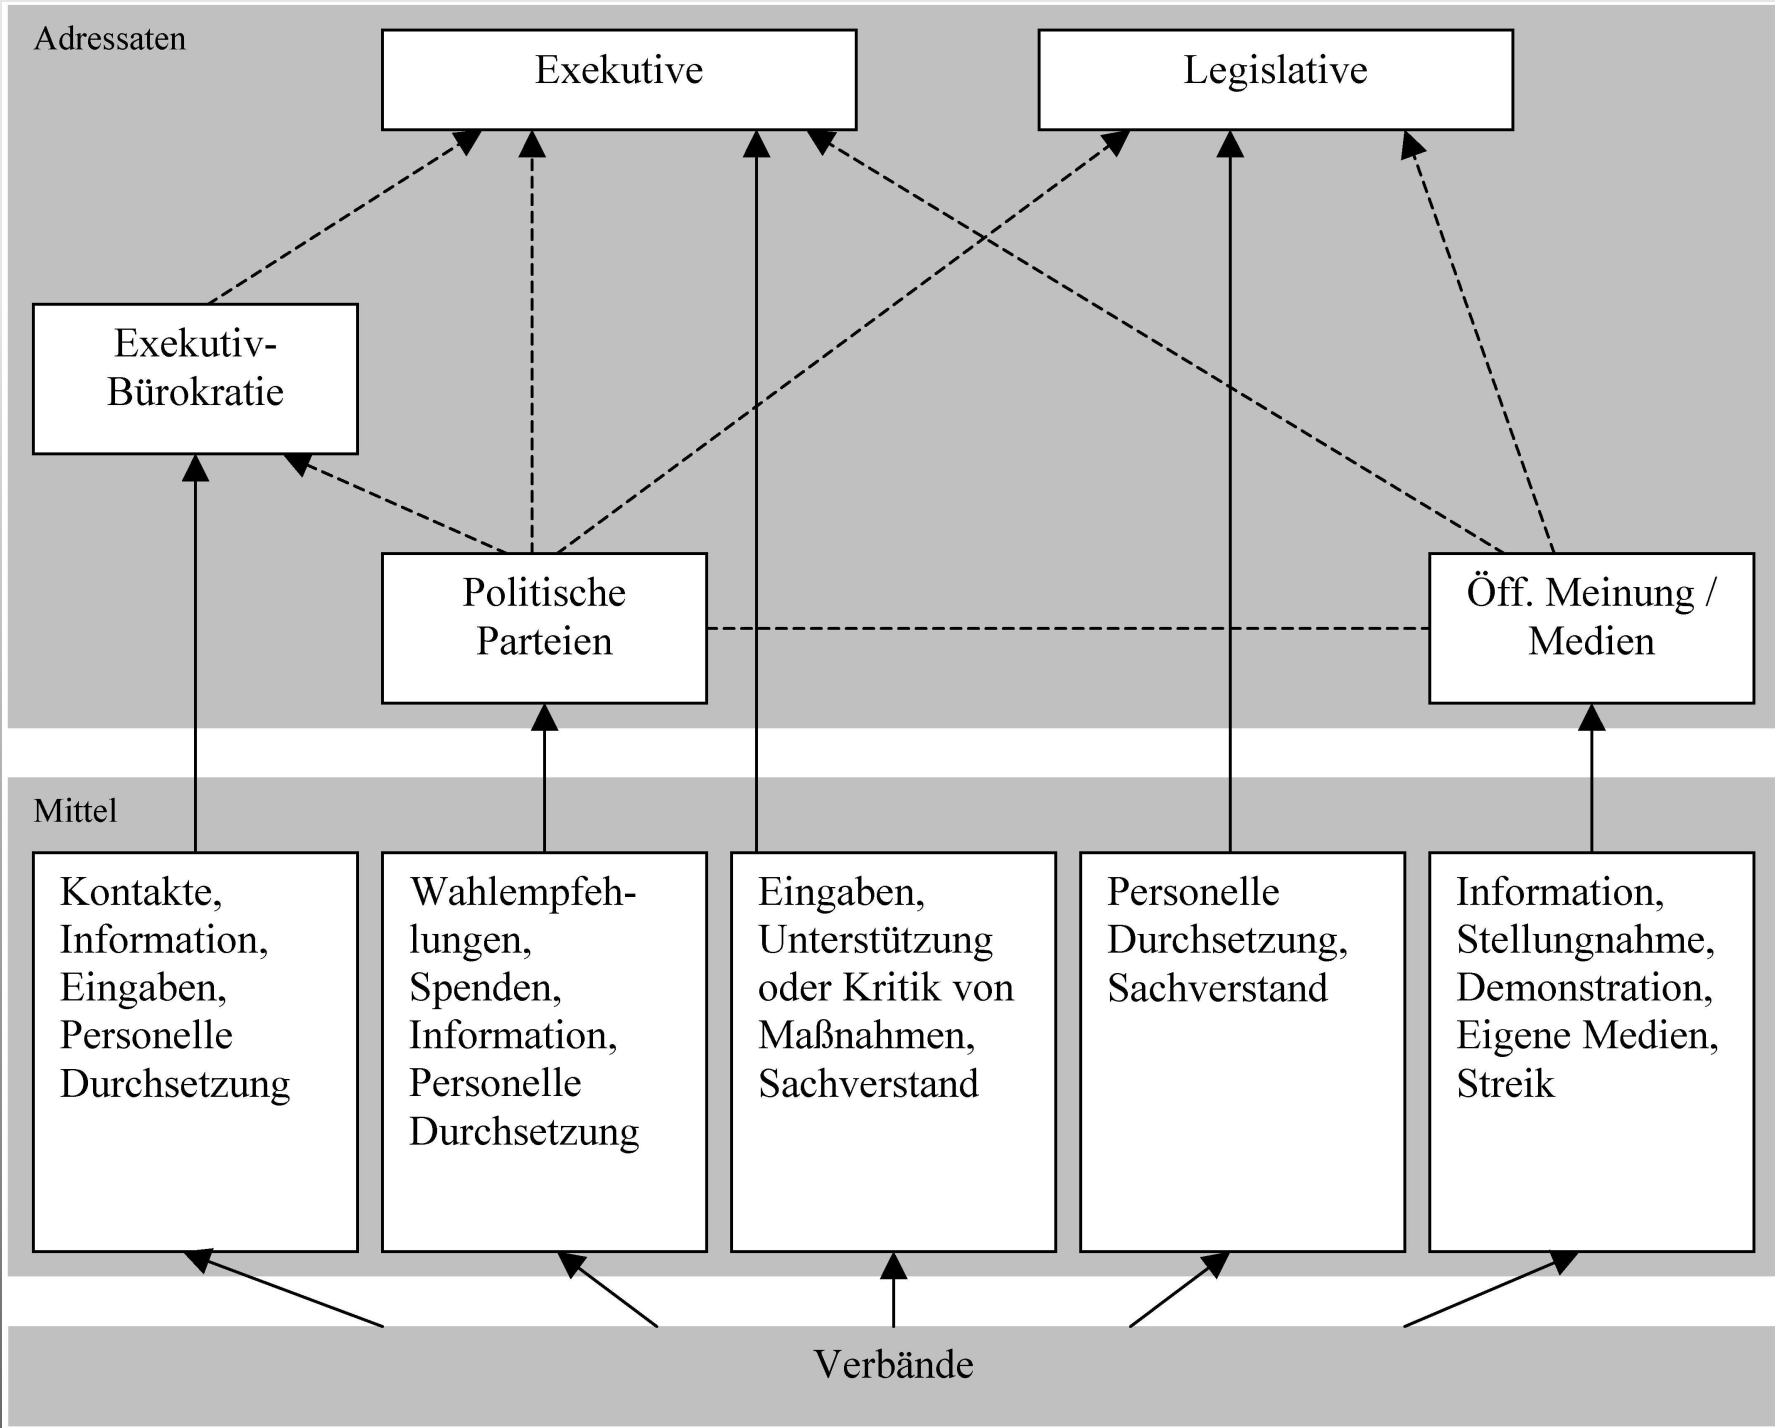 Adressaten
Exekutive
Legislative
Exekutiv-
Bürokratie
Politische
Parteien
Öff. Meinung /
Medien
Mittel
Kontakte,
Information,
Eingaben,
Personelle
Durchsetzung
Wahlempfeh-
lungen,
Spenden,
Information,
Personelle
Durchsetzung
Eingaben,
Unterstützung
oder Kritik von
Maßnahmen,
Sachverstand
Personelle
Durchsetzung,
Sachverstand
Information,
Stellungnahme,
Demonstration,
Eigene Medien,
Streik
Verbände